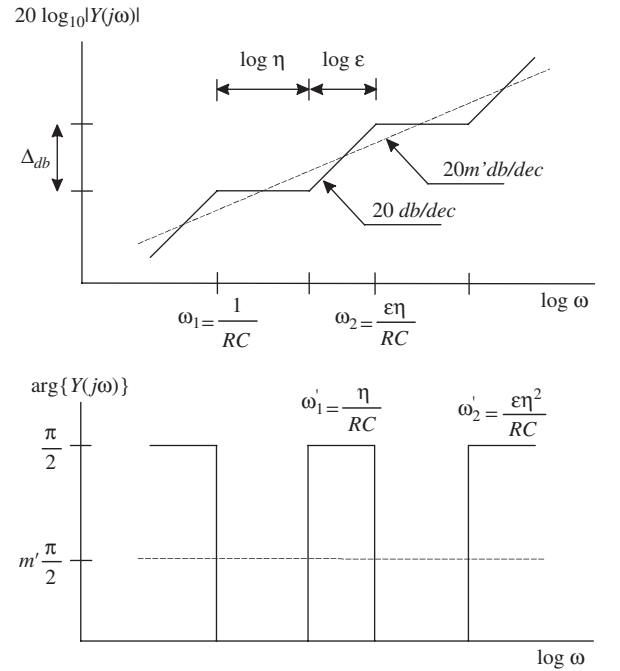 20 log₁₀|Y(jω)|
log η
log ε
Δdb
20m’db/dec
20 db/dec
log ω
ω₁=1/RC
ω₂=εη/RC
arg{Y(jω)}
ω'₁=η/RC
ω'₂=εη²/RC
π/2
m′π/2
log ω